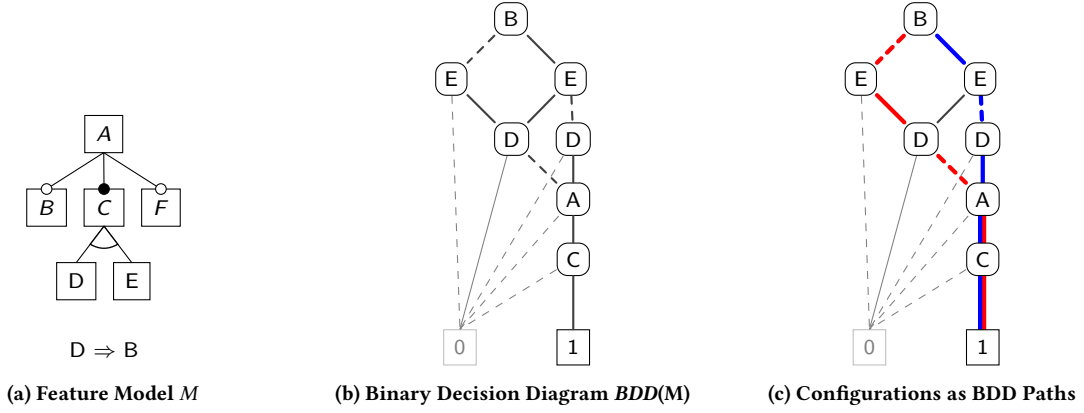 A
B
C
F
D
E
D ⇒ B
(a) Feature Model M
B
E
E
D
D
A
C
0
1
(b) Binary Decision Diagram BDD(M)
B
E
E
D
D
A
C
0
1
(c) Configurations as BDD Paths